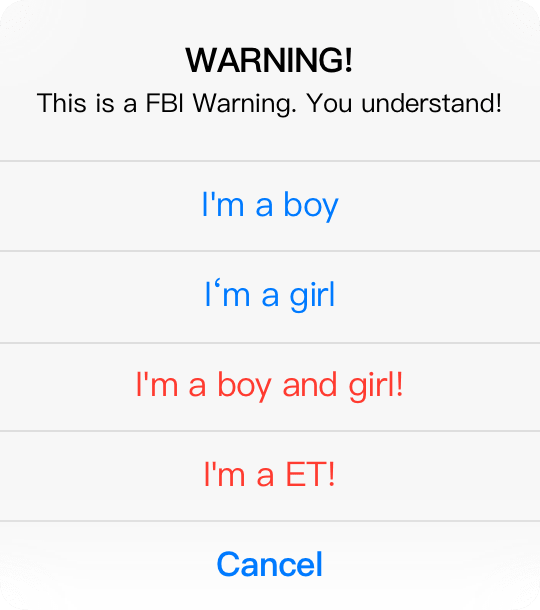 WARNING!
This is a FBI Warning. You understand!
I'm a boy
I‘m a girl
I'm a boy and girl!
I'm a ET!
Cancel